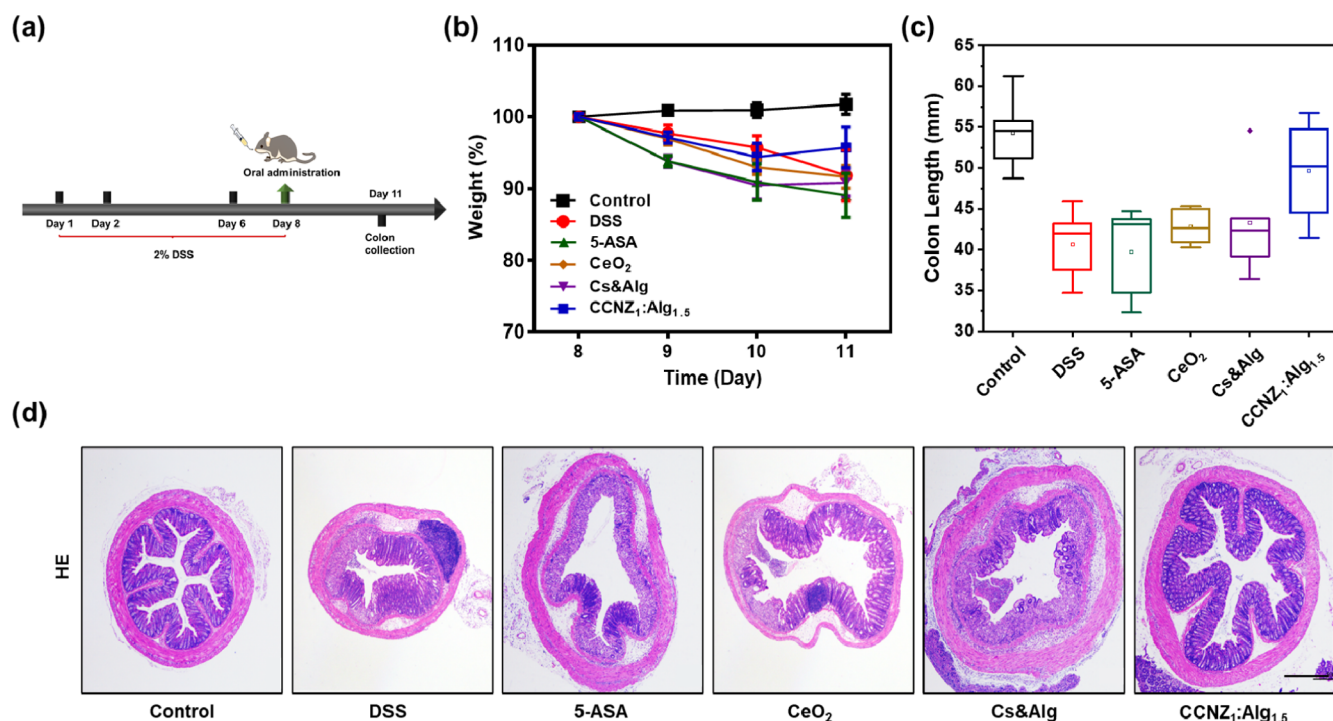 (a)
Oral administration
Day 1
Day 2
Day 6
Day 8
Day 11
Colon
collection
2% DSS
(b)
Weight (%)
110
100
90
80
70
Control
DSS
5-ASA
CeO₂
Cs&Alg
CCNZ₁:Alg₁.₅
8
9
10
11
Time (Day)
(c)
Colon Length (mm)
65
60
55
50
45
40
35
30
Control
DSS
5-ASA
CeO₂
Cs&Alg
CCNZ₁:Alg₁.₅
(d)
HE
Control
DSS
5-ASA
CeO₂
Cs&Alg
CCNZ₁:Alg₁.₅